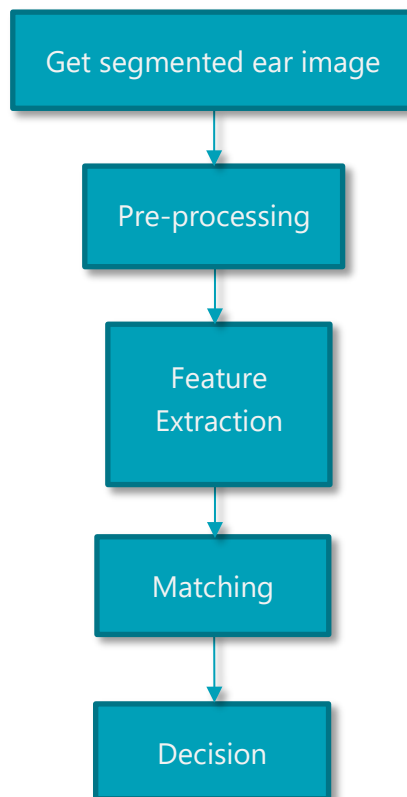 Get segmented ear image
Pre-processing
Feature
Extraction
Matching
Decision